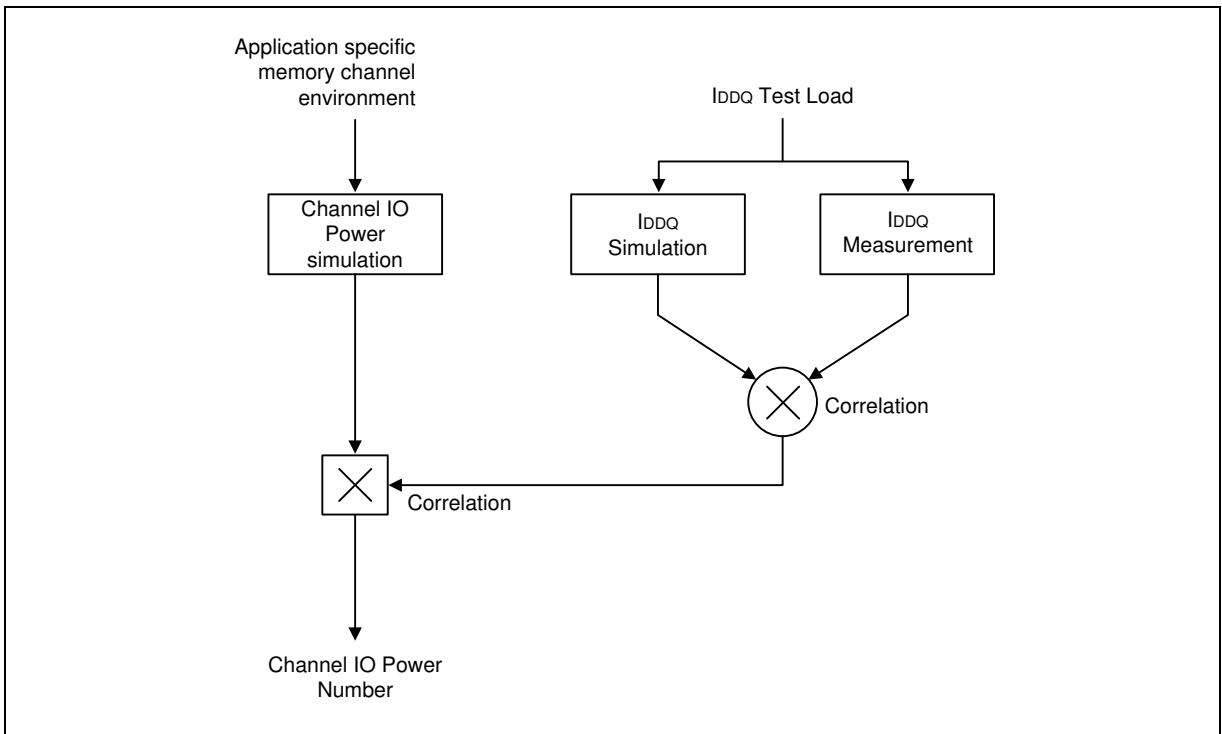 Application specific
memory channel
environment
IDDQ Test Load
Channel IO
Power
simulation
IDDQ
Simulation
IDDQ
Measurement
Correlation
Correlation
Channel IO Power
Number